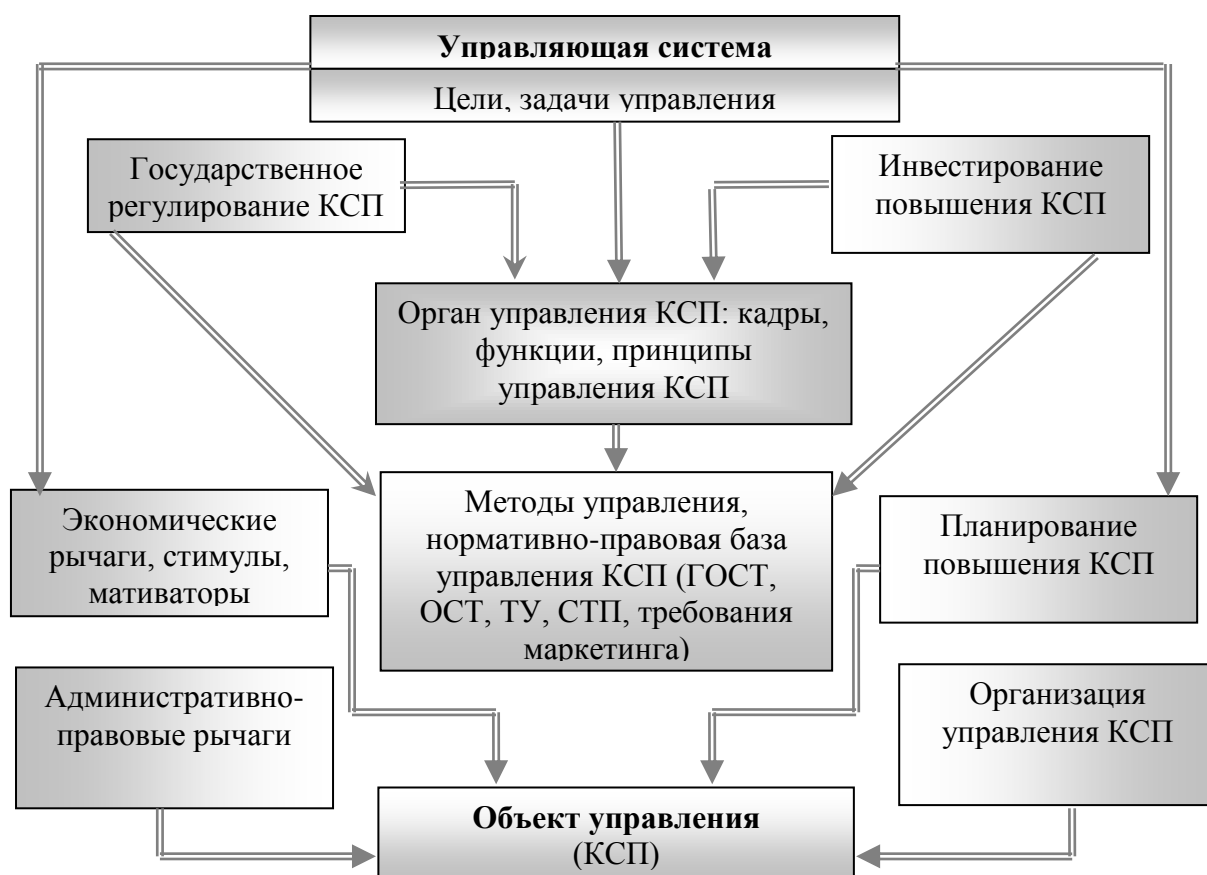 Управляющая система
Цели, задачи управления
Государственное
регулирование КСП
Инвестирование
повышения КСП
Орган управления КСП: кадры,
функции, принципы
управления КСП
Экономические
рычаги, стимулы,
мативаторы
Методы управления,
нормативно-правовая база
управления КСП (ГОСТ,
ОСТ, ТУ, СТП, требования
маркетинга)
Планирование
повышения КСП
Административно-
правовые рычаги
Организация
управления КСП
Объект управления
(КСП)